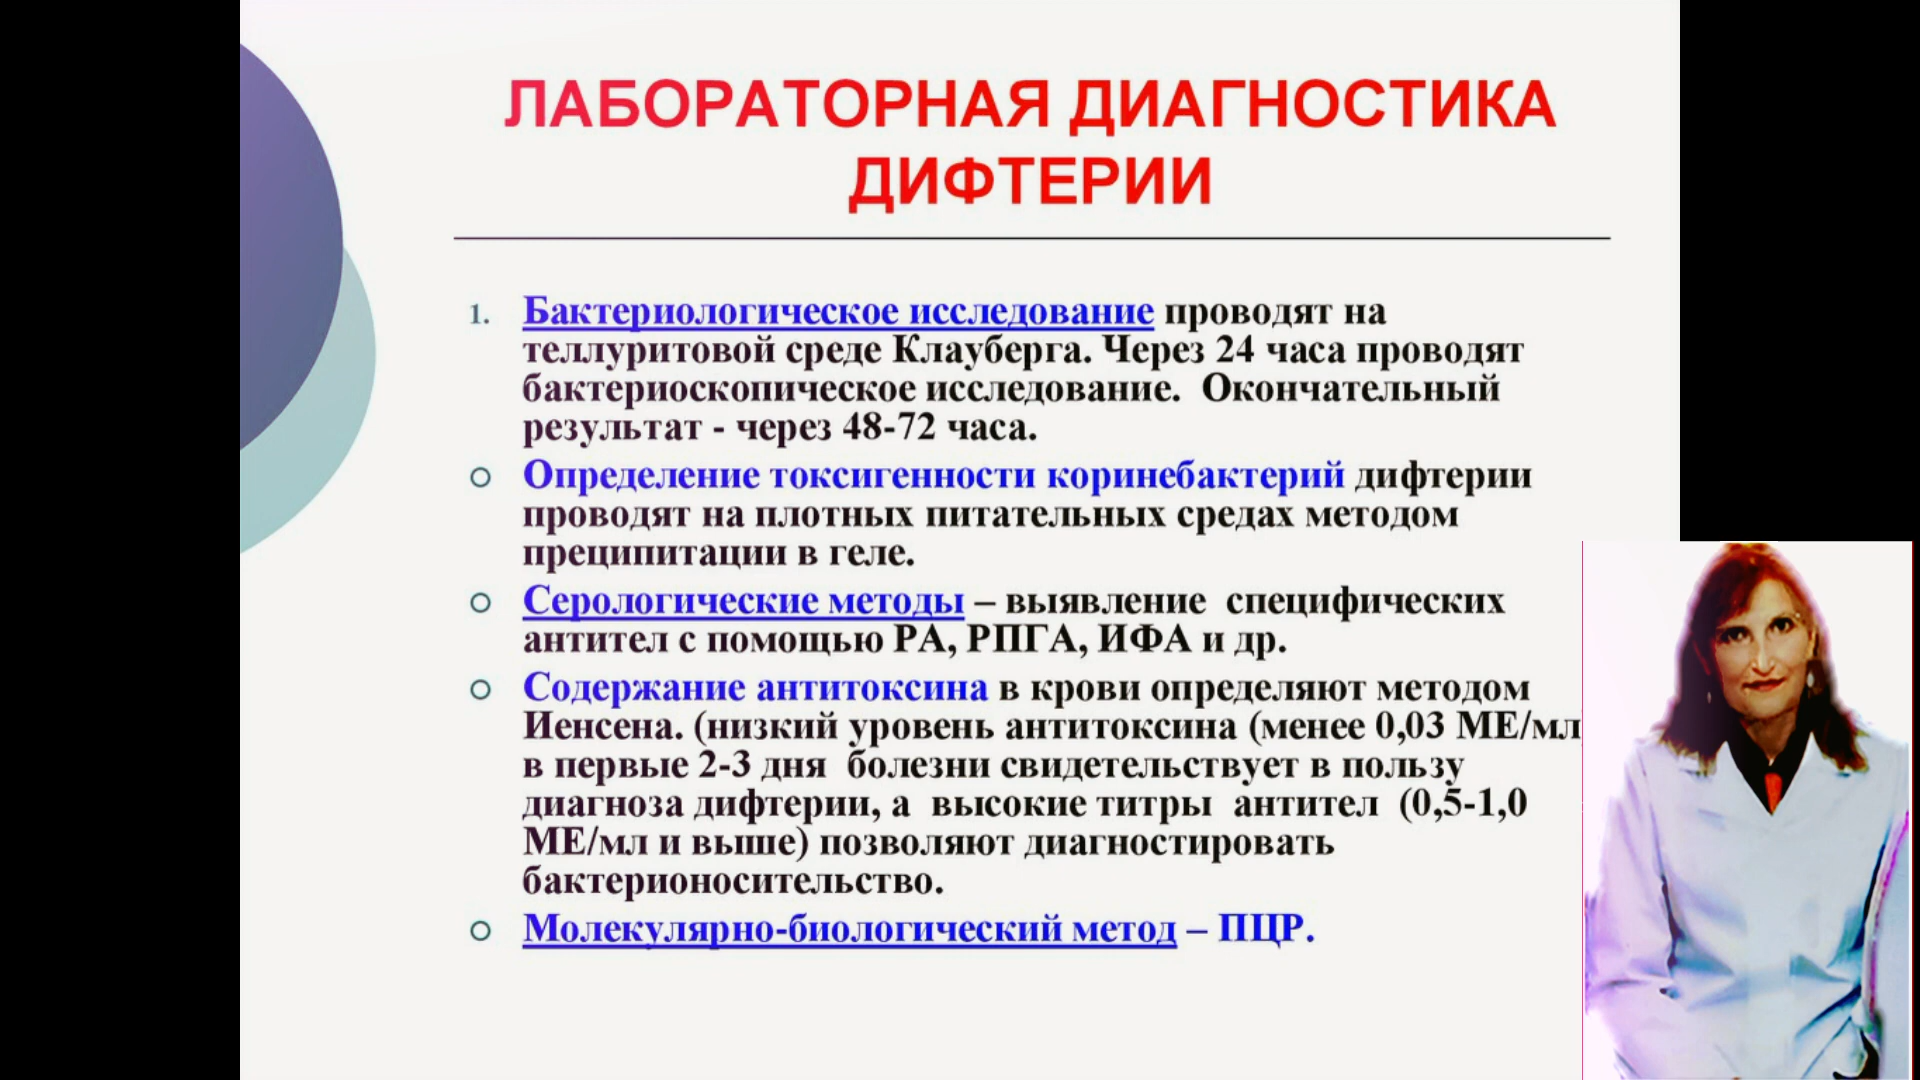 ЛАБОРАТОРНАЯ ДИАГНОСТИКА
ДИФТЕРИИ
1. Бактериологическое исследование проводят на
теллуритовой среде Клауберга. Через 24 часа проводят
бактериоскопическое исследование. Окончательный
результат - через 48-72 часа.
Определение токсигенности коринебактерий дифтерии
проводят на плотных питательных средах методом
преципитации в геле.
Серологические методы – выявление специфических
антител с помощью РА, РПГА, ИФА и др.
Содержание антитоксина в крови определяют методом
Иенсена. (низкий уровень антитоксина (менее 0,03 МЕ/мл
в первые 2-3 дня болезни свидетельствует в пользу
диагноза дифтерии, а высокие титры антител (0,5-1,0
МЕ/мл и выше) позволяют диагностировать
бактерионосительство.
Молекулярно-биологический метод – ПЦР.